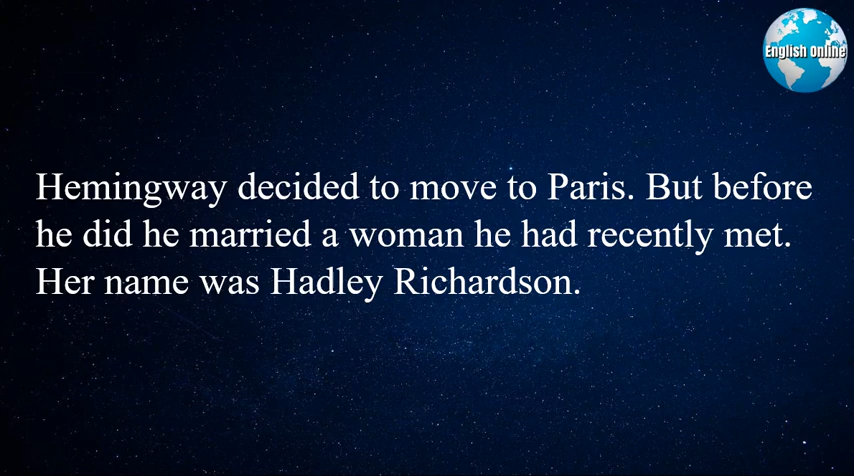 English Online
Hemingway decided to move to Paris. But before
he did he married a woman he had recently met.
Her name was Hadley Richardson.